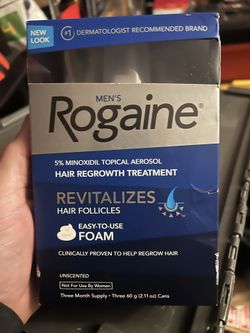 NEW
LOOK
#1 DERMATOLOGIST RECOMMENDED BRAND
MEN'S
Rogaine®
5% MINOXIDIL TOPICAL AEROSOL
HAIR REGROWTH TREATMENT
REVITALIZES
HAIR FOLLICLES
EASY-TO-USE
FOAM
CLINICALLY PROVEN TO HELP REGROW HAIR
UNSCENTED
Not For Use By Women
Three Month Supply • Three 60 g (2.11 oz) Cans